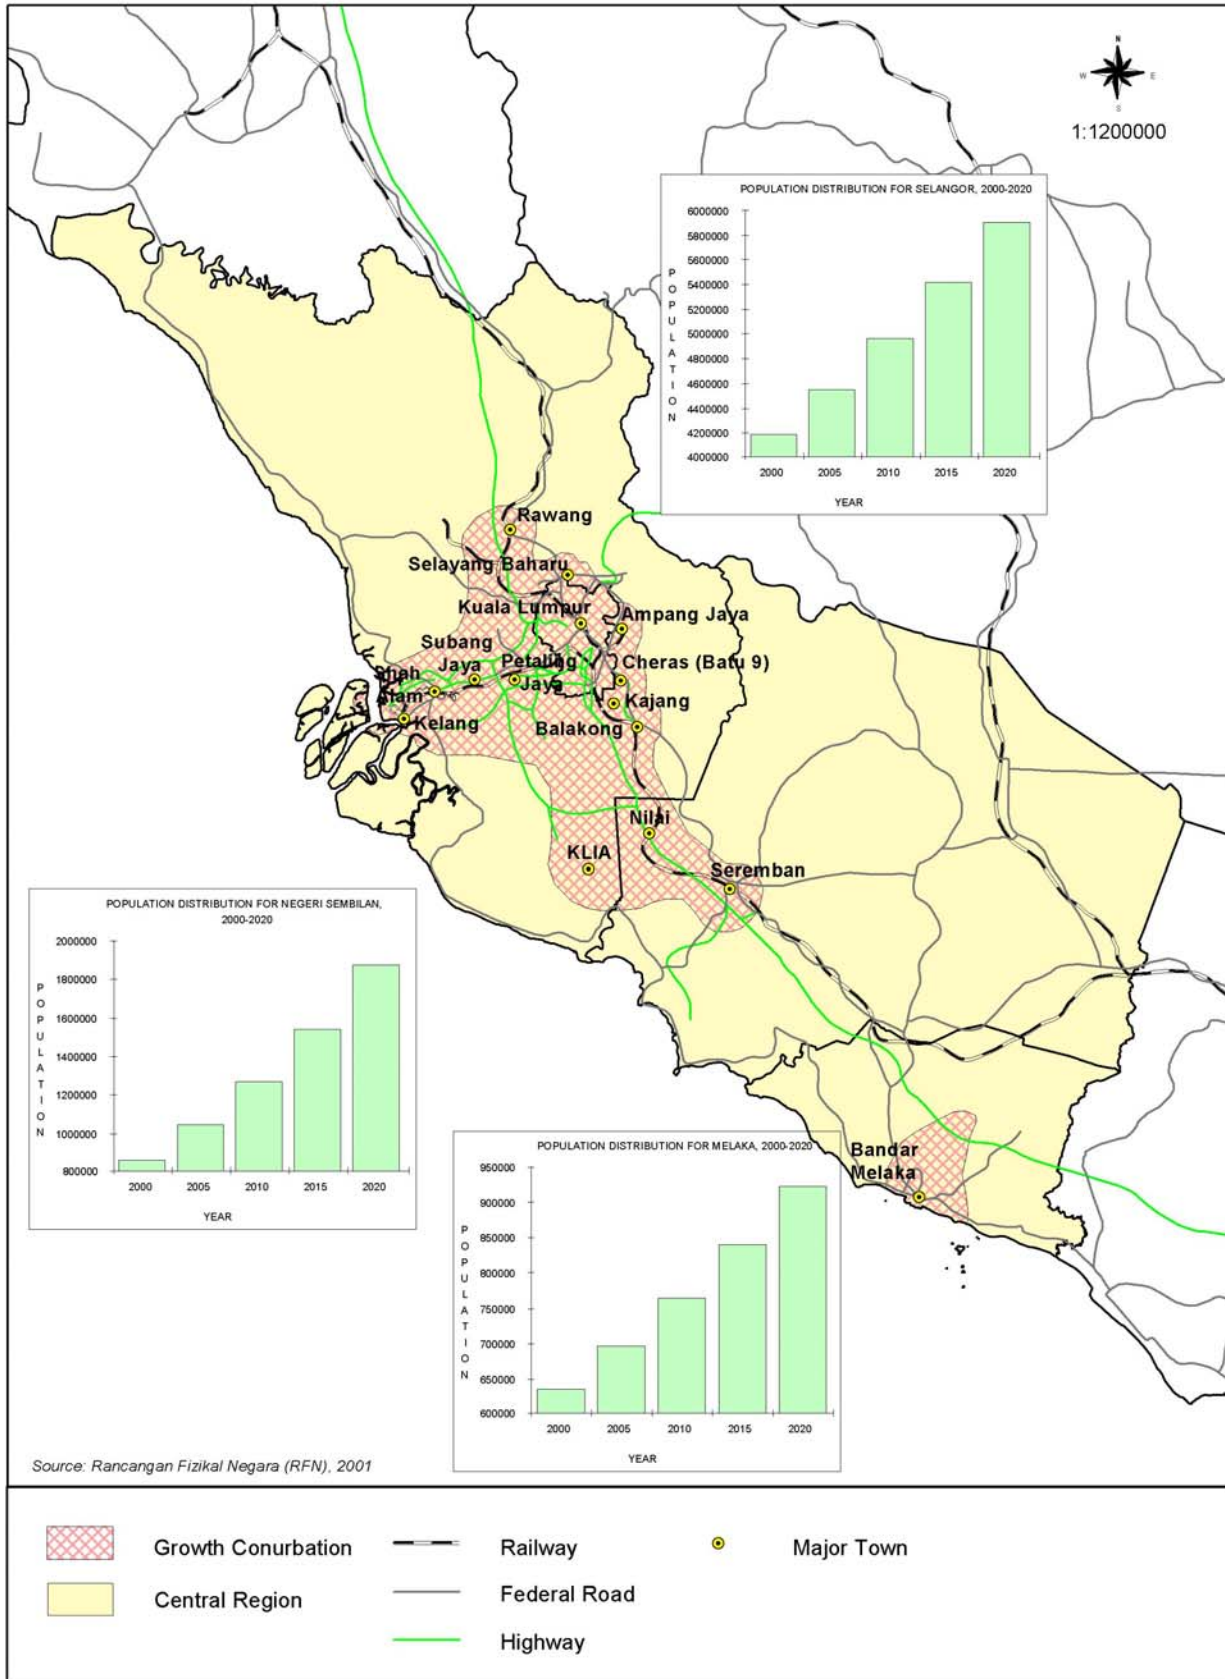 N
W E
S
1:1200000
POPULATION DISTRIBUTION FOR SELANGOR, 2000-2020
POPULATION
6000000
5800000
5600000
5400000
5200000
5000000
4800000
4600000
4400000
4200000
4000000
2000 2005 2010 2015 2020
YEAR
Rawang
Selayang Baharu
Kuala Lumpur
Ampang Jaya
Subang
Jaya
Petaling
Jaya
Cheras (Batu 9)
Shah
Alam
Kajang
Kelang
Balakong
Nilai
KLIA
Seremban
POPULATION DISTRIBUTION FOR NEGERI SEMBILAN,
2000-2020
POPULATION
2000000
1800000
1600000
1400000
1200000
1000000
800000
2000 2005 2010 2015 2020
YEAR
POPULATION DISTRIBUTION FOR MELAKA, 2000-2020
POPULATION
950000
900000
850000
800000
750000
700000
650000
600000
2000 2005 2010 2015 2020
YEAR
Bandar
Melaka
Source: Rancangan Fizikal Negara (RFN), 2001
Growth Conurbation
Railway
Major Town
Central Region
Federal Road
Highway